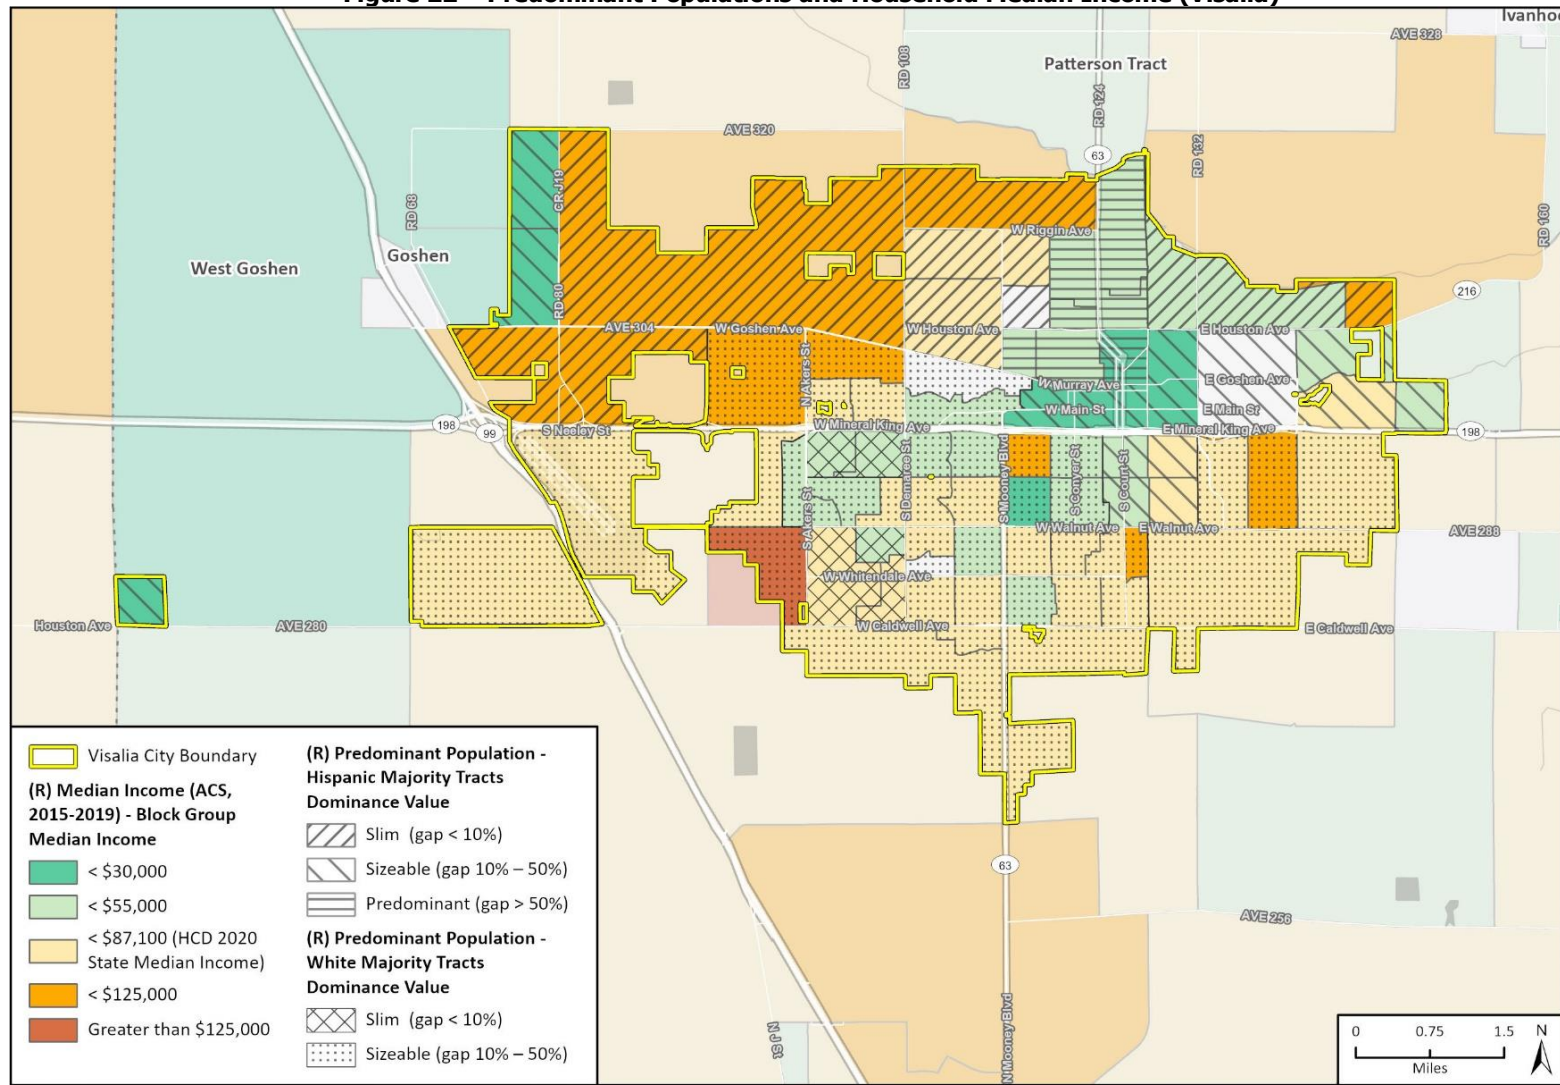 Figure 22 – Predominant Populations and Household Median Income (Visalia)
Ivanhoe
AVE 328
RD 108
Patterson Tract
RD 124
RD 132
AVE 320
63
CR J19
RD 68
RD 160
W Riggin Ave
Goshen
West Goshen
216
RD 80
AVE 304
W Goshen Ave
W Houston Ave
E Houston Ave
N Akers St
W Murray Ave
E Goshen Ave
W Main St
E Main St
198
99
S Neeley St
W Mineral King Ave
E Mineral King Ave
198
S Demaree St
S Mooney Blvd
S Conyer St
S Court St
S Akers St
W Walnut Ave
E Walnut Ave
AVE 288
W Whitendale Ave
Houston Ave
AVE 280
W Caldwell Ave
E Caldwell Ave
63
AVE 256
N Mooney Blvd
N J St
Visalia City Boundary
(R) Median Income (ACS,
2015-2019) - Block Group
Median Income
< $30,000
< $55,000
< $87,100 (HCD 2020
State Median Income)
< $125,000
Greater than $125,000
(R) Predominant Population -
Hispanic Majority Tracts
Dominance Value
Slim (gap < 10%)
Sizeable (gap 10% – 50%)
Predominant (gap > 50%)
(R) Predominant Population -
White Majority Tracts
Dominance Value
Slim (gap < 10%)
Sizeable (gap 10% – 50%)
0 0.75 1.5
Miles
N